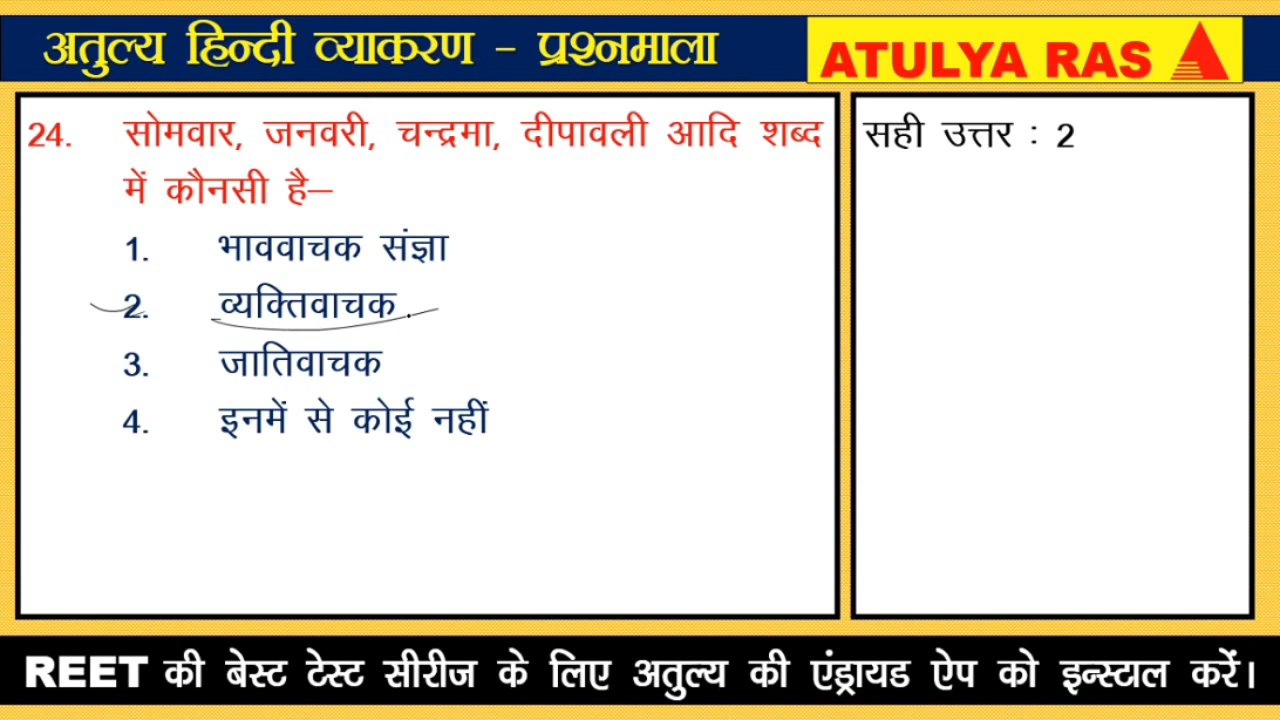 अतुल्य हिन्दी व्याकरण - प्रश्नमाला
ATULYA RAS
24. सोमवार, जनवरी, चन्द्रमा, दीपावली आदि शब्द
में कौनसी है–
1. भाववाचक संज्ञा
2. व्यक्तिवाचक .
3. जातिवाचक
4. इनमें से कोई नहीं
सही उत्तर : 2
REET की बेस्ट टेस्ट सीरीज के लिए अतुल्य की एंड्रायड ऐप को इन्स्टाल करें।